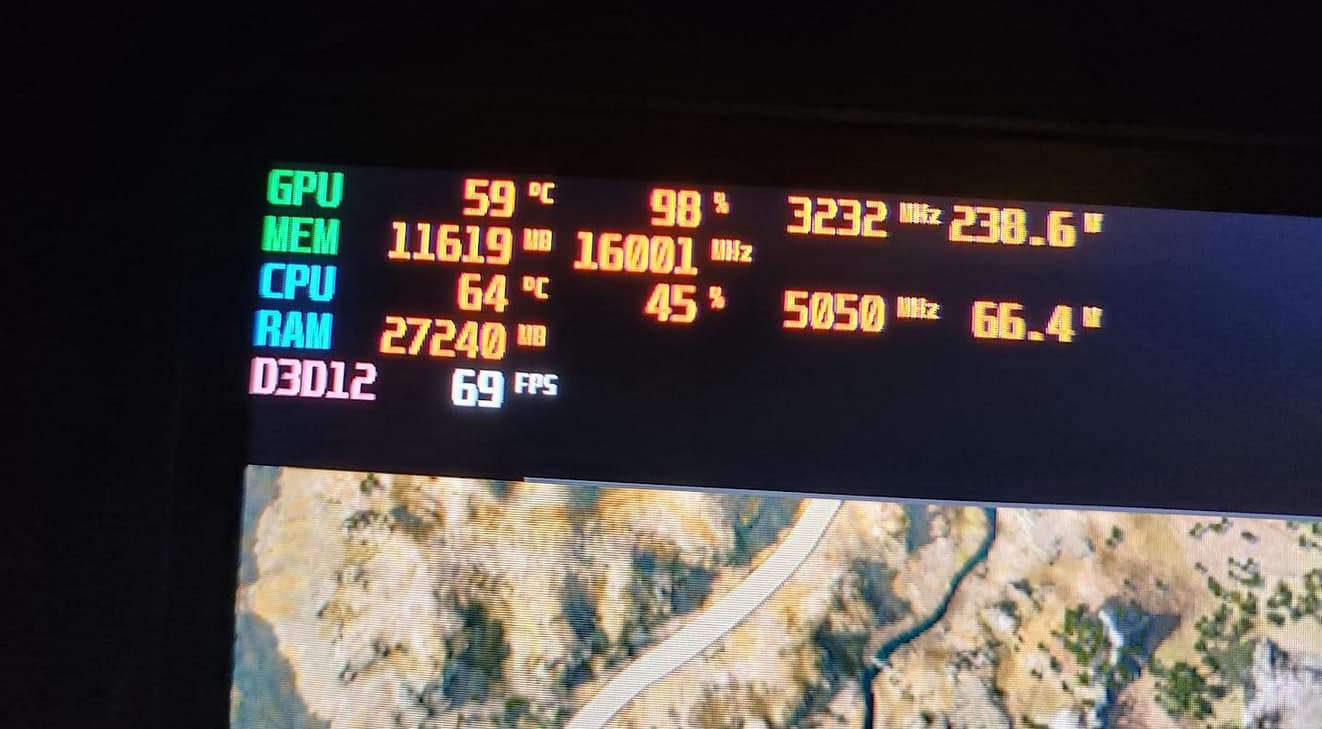 GPU 59 °C 98 % 3232 MHz 238.6 W
MEM 11619 MB 16001 MHz
CPU 64 °C 45 % 5050 MHz 66.4 W
RAM 27240 MB
D3D12 69 FPS